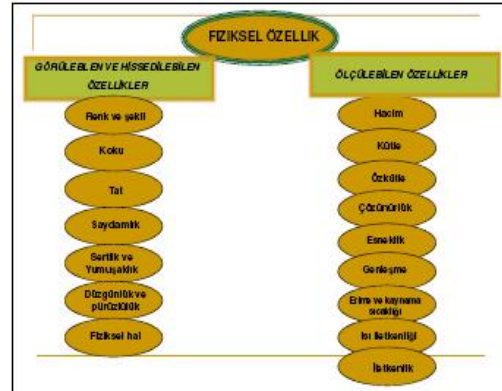 FIZIKSEL ÖZELLIK
GÖRÜLEBLEN VE HISSEDILEBILEN
ÖZELLIKLER
Renk ve şekil
Koku
Tat
Saydamlık
Sertlik ve
Yumuşaklık
Düzgünlük ve
pürüzlülük
Fiziksel hal
ÖLÇÜLEBILEN ÖZELLIKLER
Hacim
Kütle
Özkütle
Çözünürlük
Esneklik
Genleşme
Erime ve kaynama
sıcaklığı
Isı iletkenliği
İletkenlik